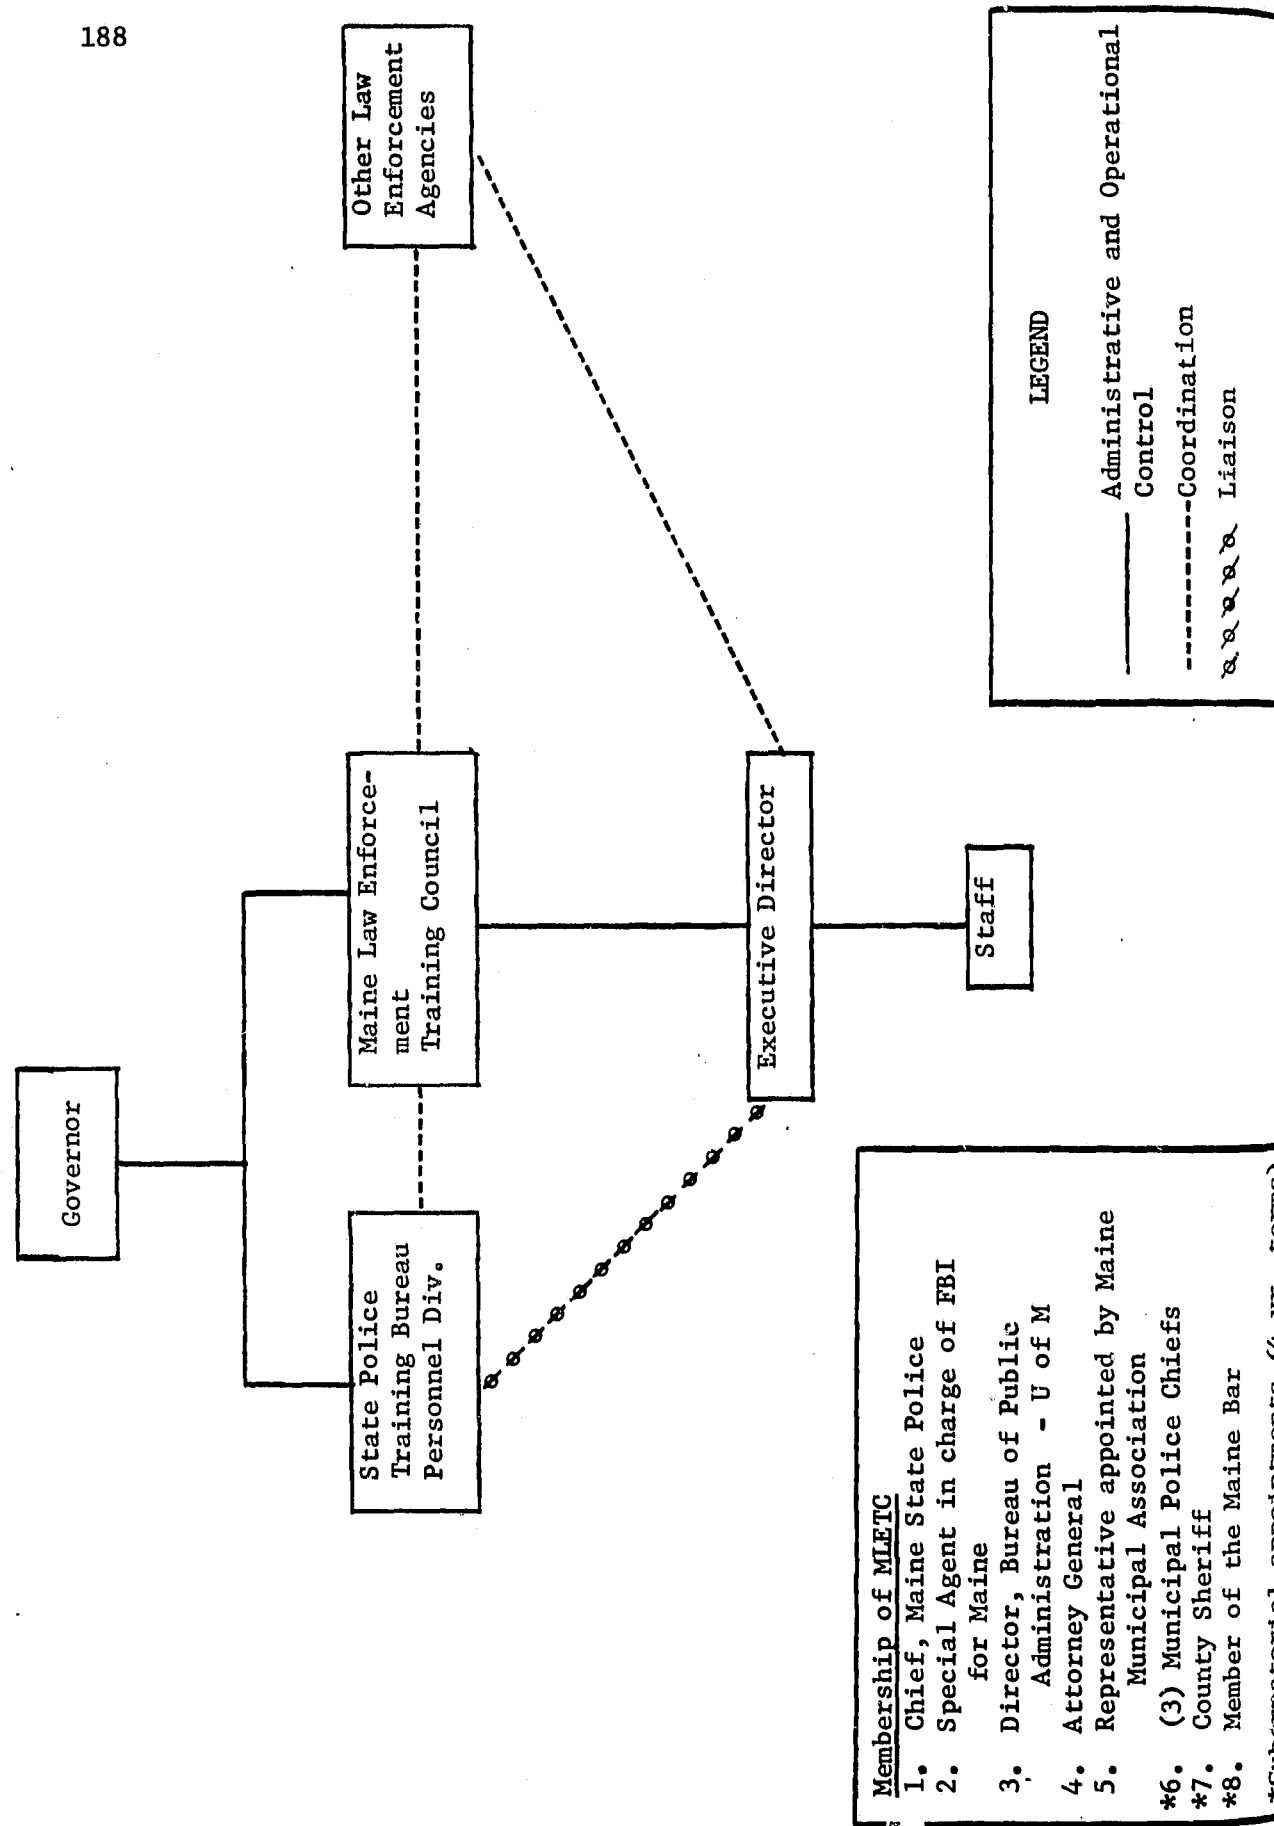 188
Governor
State Police
Training Bureau
Personnel Div.
Maine Law Enforce-
ment
Training Council
Other Law
Enforcement
Agencies
Executive Director
Staff
Membership of MLETC
1. Chief, Maine State Police
2. Special Agent in charge of FBI
for Maine
3. Director, Bureau of Public
Administration - U of M
4. Attorney General
5. Representative appointed by Maine
Municipal Association
*6. (3) Municipal Police Chiefs
*7. County Sheriff
*8. Member of the Maine Bar
LEGEND
Administrative and Operational
Control
Coordination
Liaison